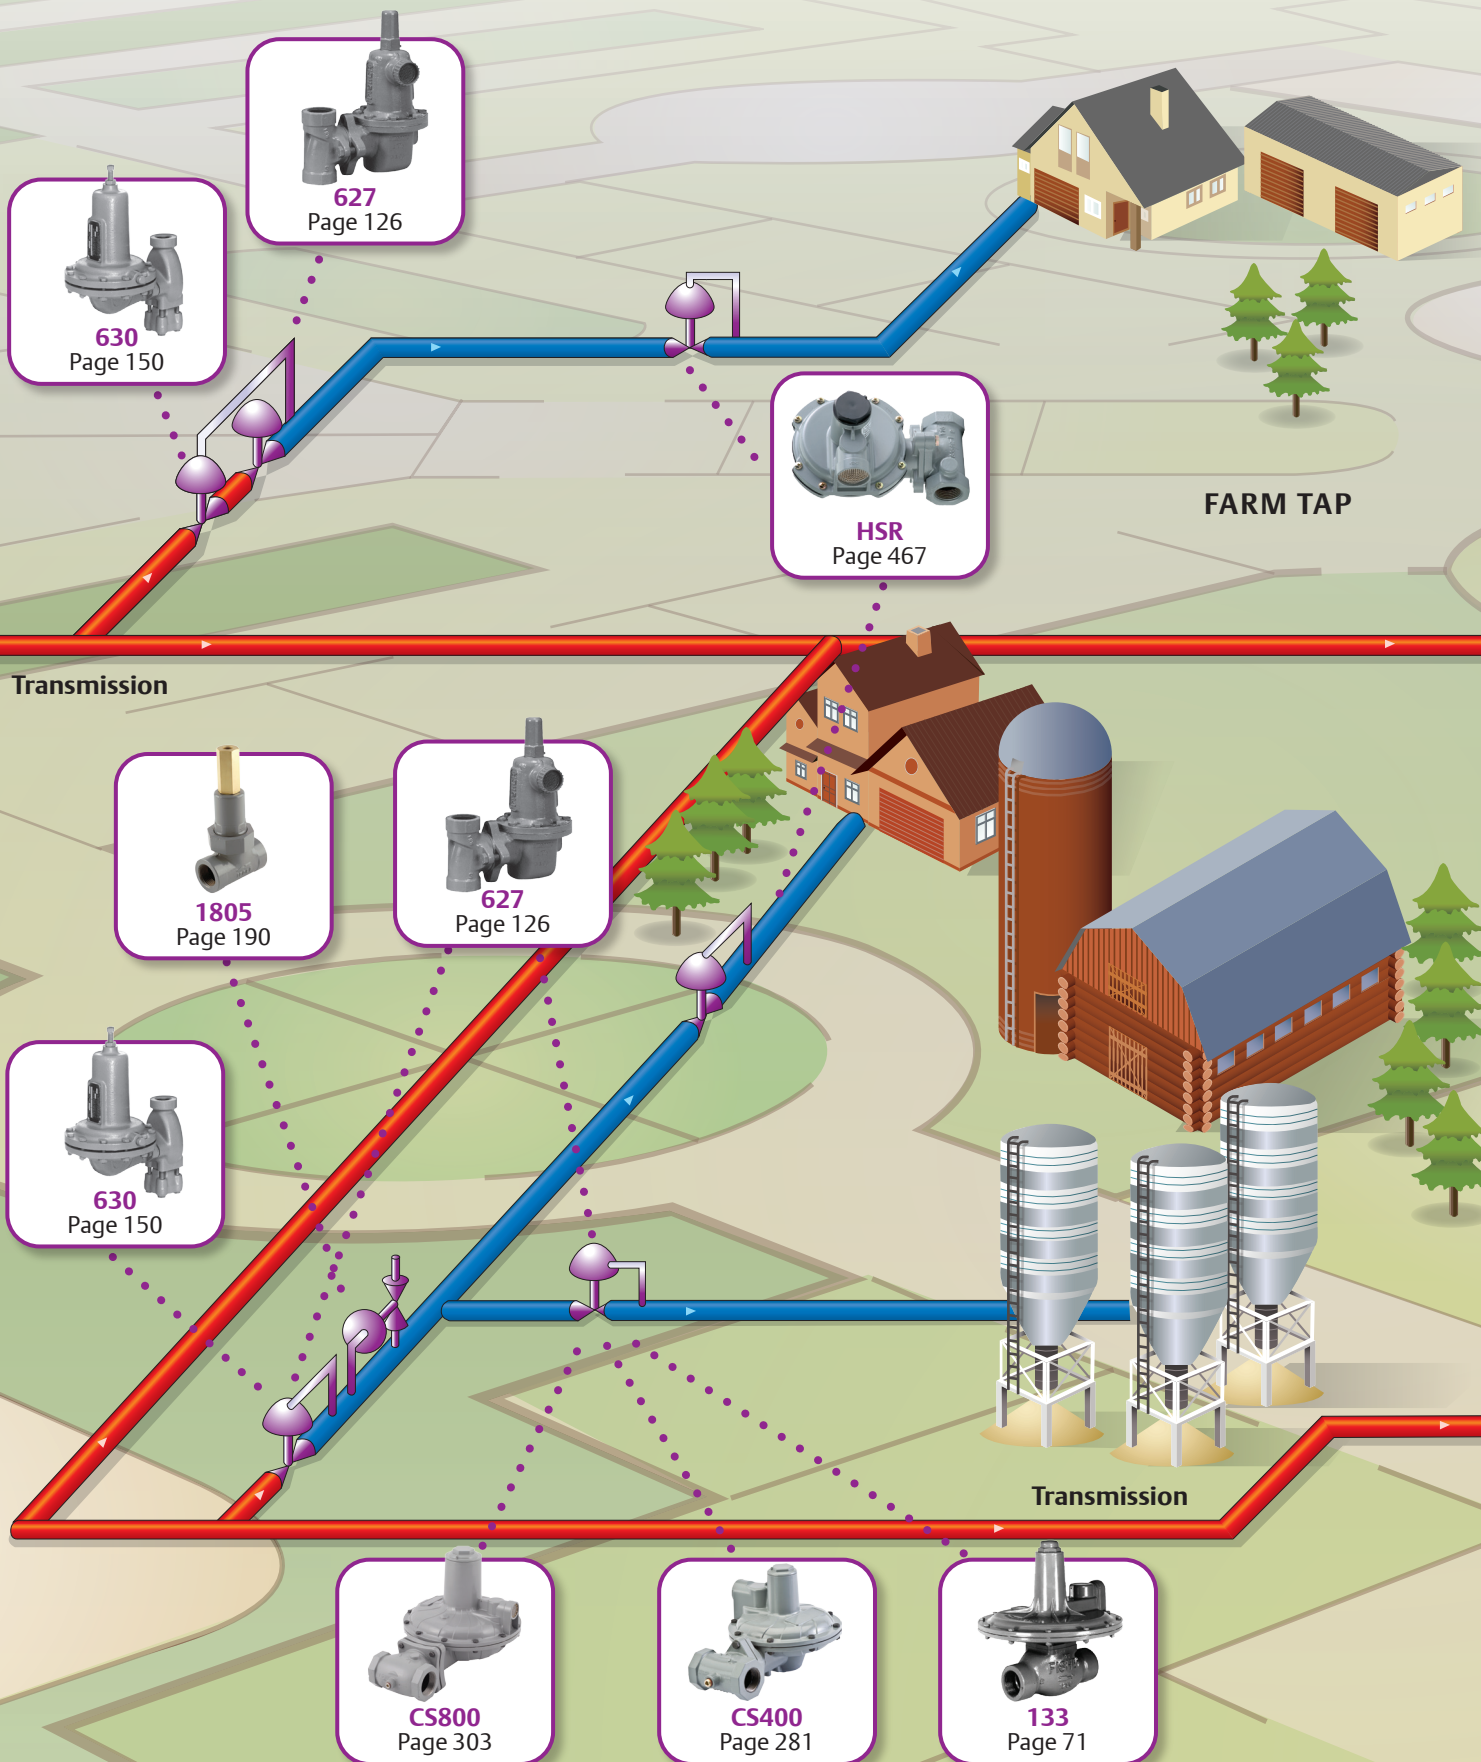 627
Page 126
630
Page 150
HSR
Page 467
FARM TAP
Transmission
1805
Page 190
627
Page 126
630
Page 150
Transmission
CS800
Page 303
CS400
Page 281
133
Page 71